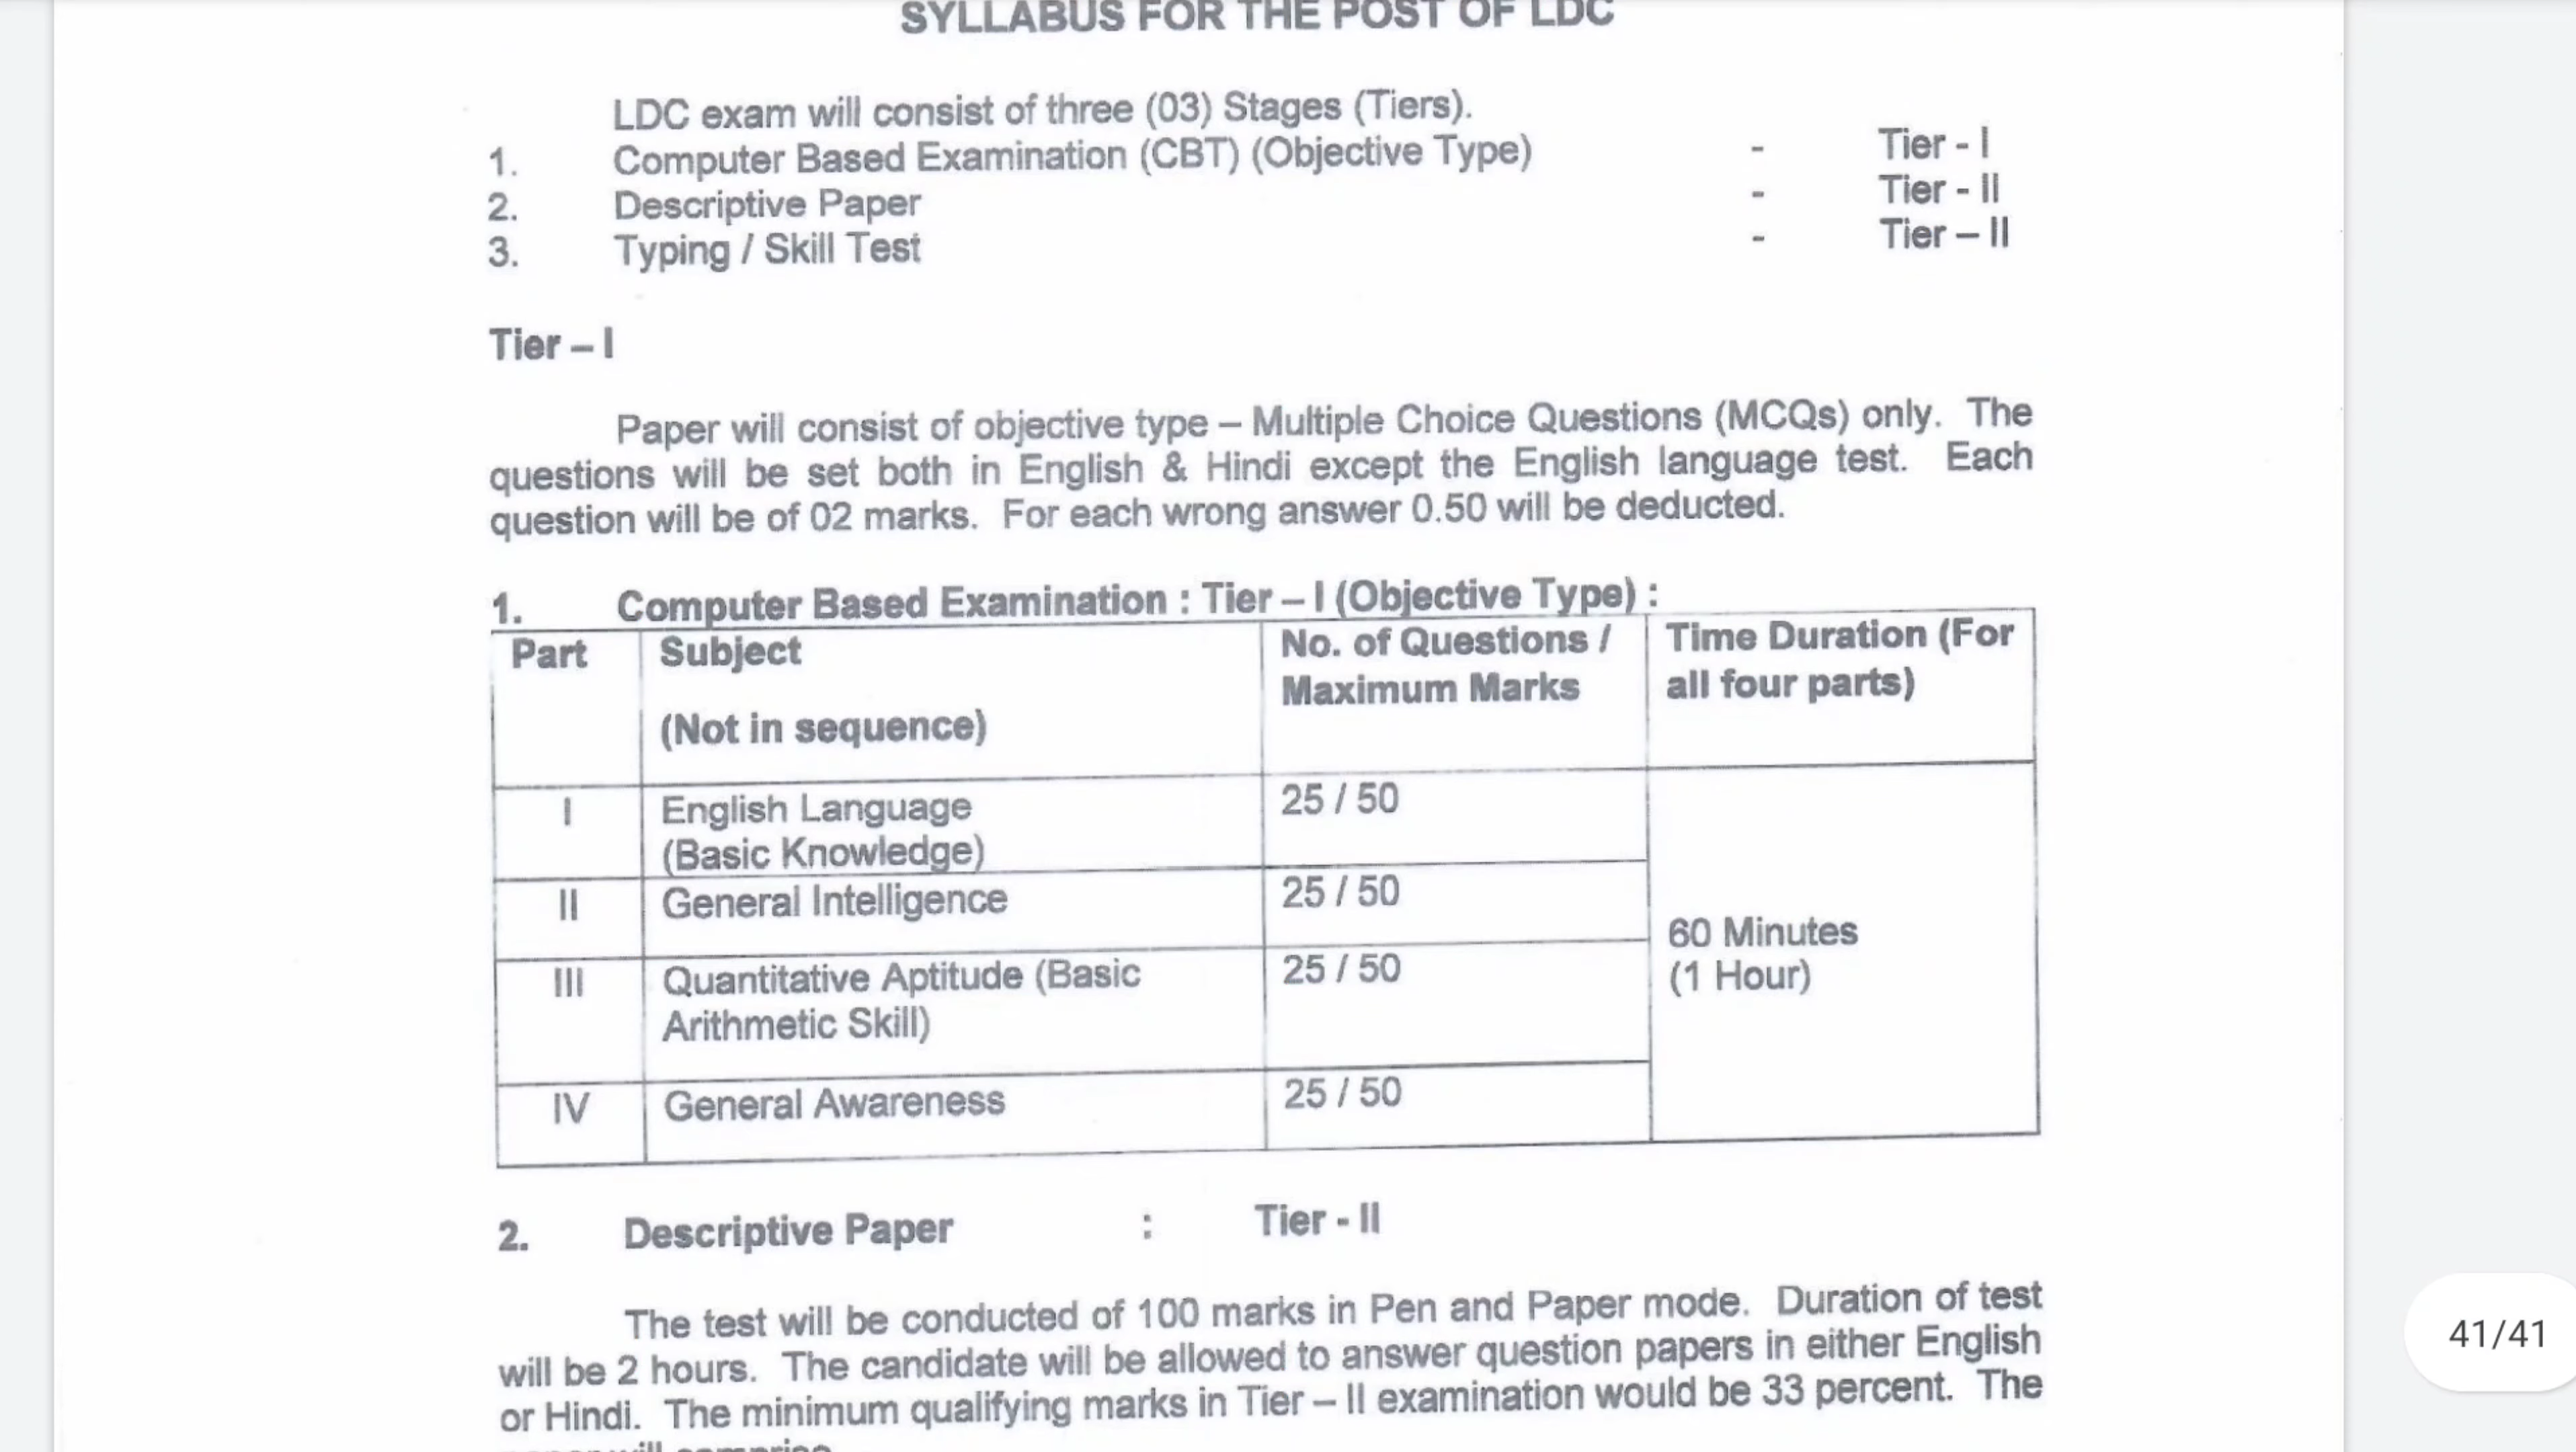 SYLLABUS FOR THE POST OF LDC
LDC exam will consist of three (03) Stages (Tiers).
1. Computer Based Examination (CBT) (Objective Type) - Tier - I
2. Descriptive Paper - Tier - II
3. Typing / Skill Test - Tier – II
Tier – I
Paper will consist of objective type – Multiple Choice Questions (MCQs) only. The
questions will be set both in English & Hindi except the English language test. Each
question will be of 02 marks. For each wrong answer 0.50 will be deducted.
1. Computer Based Examination : Tier – I (Objective Type) :
Part Subject No. of Questions / Time Duration (For
Maximum Marks all four parts)
(Not in sequence)
I English Language 25 / 50
(Basic Knowledge)
II General Intelligence 25 / 50
60 Minutes
III Quantitative Aptitude (Basic 25 / 50 (1 Hour)
Arithmetic Skill)
IV General Awareness 25 / 50
2. Descriptive Paper : Tier - II
The test will be conducted of 100 marks in Pen and Paper mode. Duration of test
will be 2 hours. The candidate will be allowed to answer question papers in either English
or Hindi. The minimum qualifying marks in Tier – II examination would be 33 percent. The
41/41